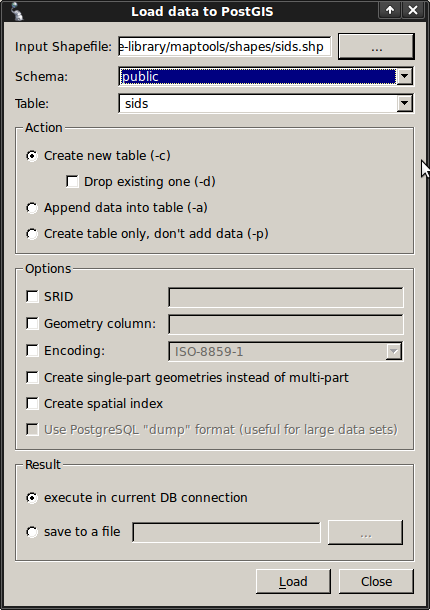 Load data to PostGIS
Input Shapefile: e-library/maptools/shapes/sids.shp ...
Schema: public
Table: sids
Action
Create new table (-c)
Drop existing one (-d)
Append data into table (-a)
Create table only, don't add data (-p)
Options
SRID
Geometry column:
Encoding: ISO-8859-1
Create single-part geometries instead of multi-part
Create spatial index
Use PostgreSQL "dump" format (useful for large data sets)
Result
execute in current DB connection
save to a file ...
Load Close